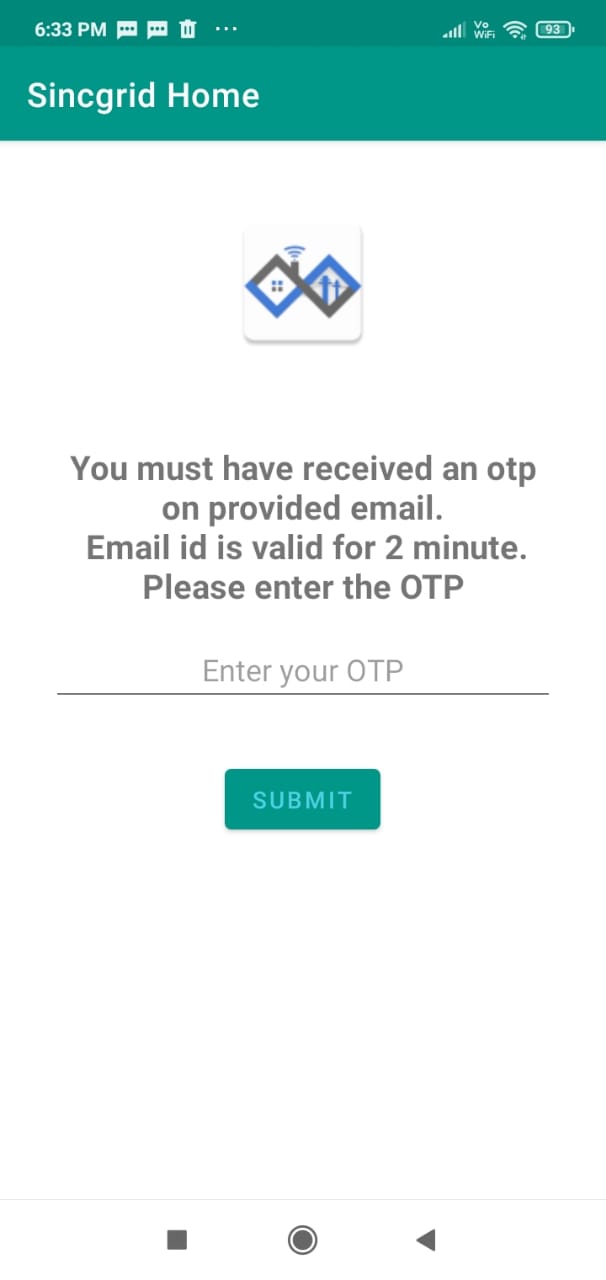 6:33 PM ... Vo WiFi 93
Sincgrid Home
You must have received an otp
on provided email.
Email id is valid for 2 minute.
Please enter the OTP
Enter your OTP
SUBMIT